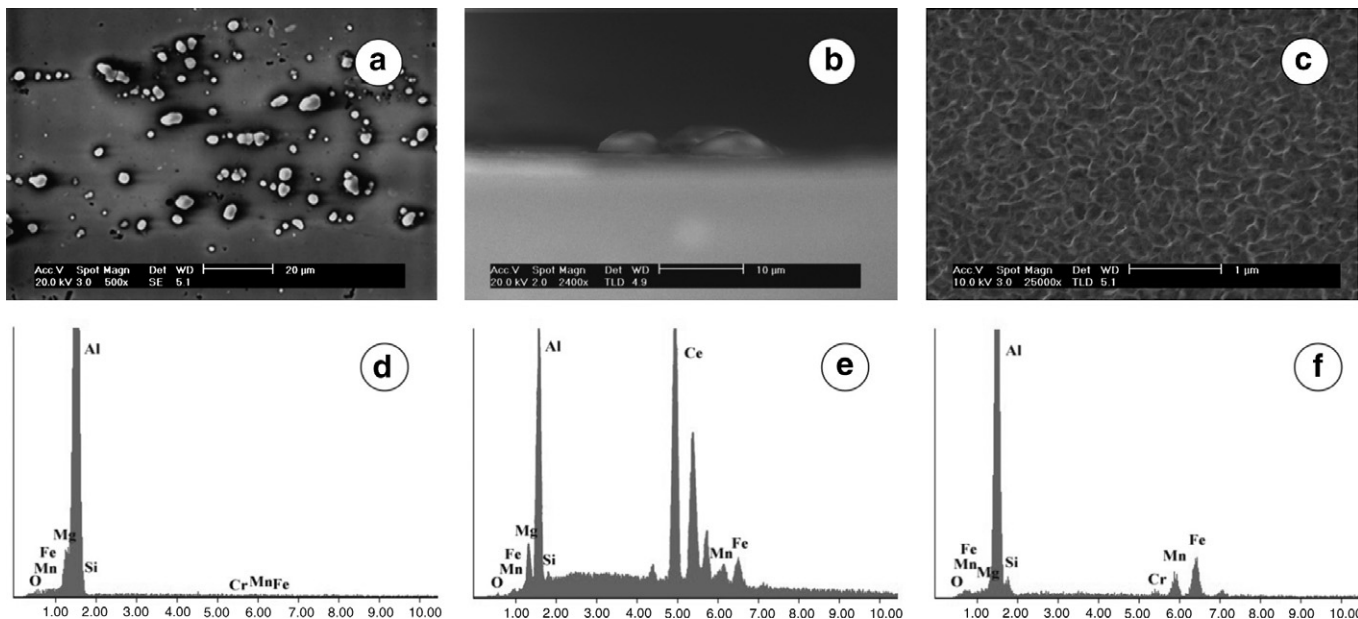 a
Acc V Spot Magn Det WD 20 µm
20.0 kV 3.0 500x SE 5.1
b
Acc V Spot Magn Det WD 10 µm
20.0 kV 2.0 2400x TLD 4.9
c
Acc V Spot Magn Det WD 1 µm
10.0 kV 3.0 25000x TLD 5.1
d
Al
Mg
Fe
Mn
O
Si
Cr Mn Fe
1.00 2.00 3.00 4.00 5.00 6.00 7.00 8.00 9.00 10.00
e
Al
Ce
Mg
Fe
Mn
O
Si
Mn
Fe
1.00 2.00 3.00 4.00 5.00 6.00 7.00 8.00 9.00 10.00
f
Al
Fe
Mn
O
Mg
Si
Cr
Mn
Fe
1.00 2.00 3.00 4.00 5.00 6.00 7.00 8.00 9.00 10.00